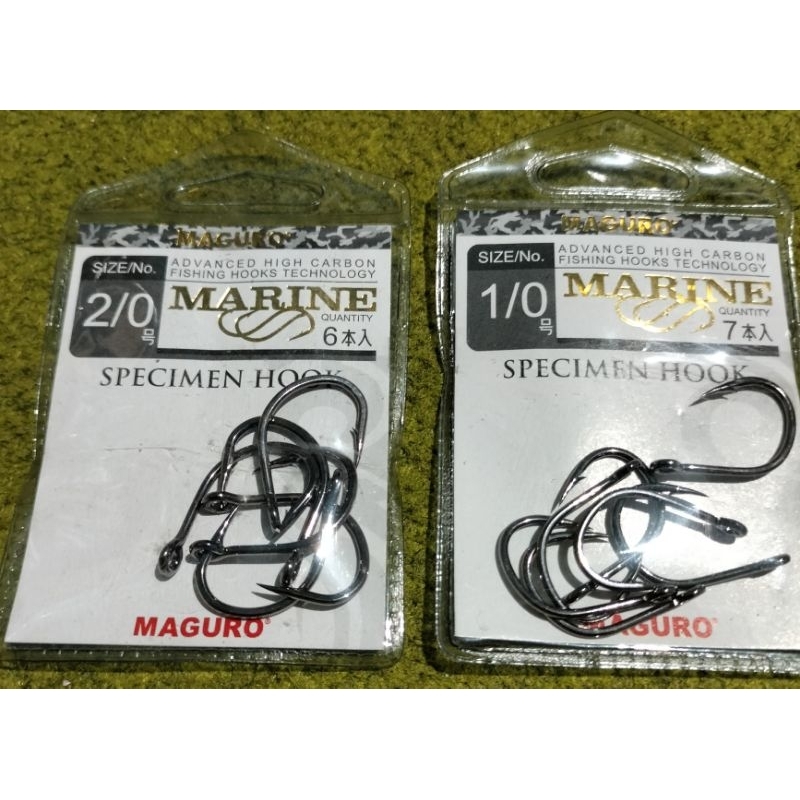 MAGURO®
SIZE/No.
2/0号
ADVANCED HIGH CARBON
FISHING HOOKS TECHNOLOGY
MARINE
QUANTITY
6本入
SPECIMEN HOOK
MAGURO®
MAGURO®
SIZE/No.
1/0号
ADVANCED HIGH CARBON
FISHING HOOKS TECHNOLOGY
MARINE
QUANTITY
7本入
SPECIMEN HOOK
MAGURO®